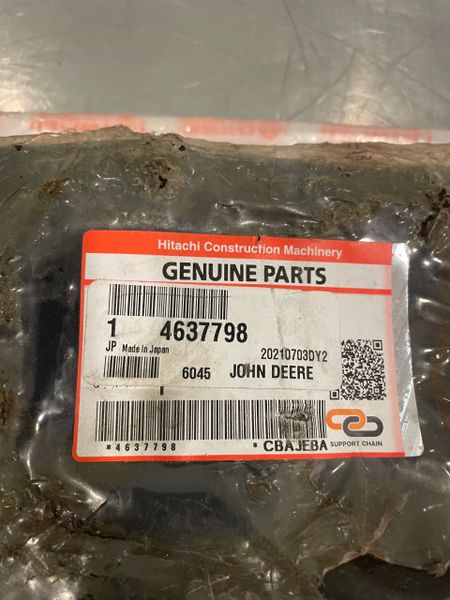 Hitachi Construction Machinery
GENUINE PARTS
1 4637798
JP Made In Japan 20210703DY2
6045 JOHN DEERE
*4637798 * CBAJEBA
SUPPORT CHAIN